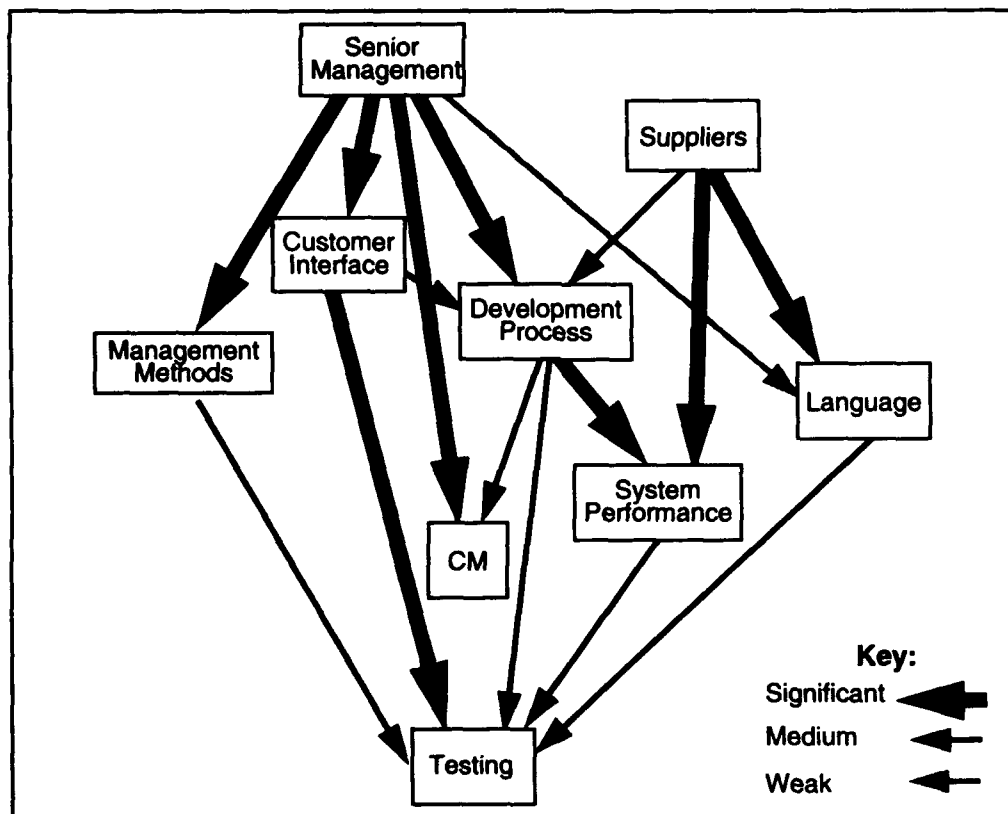 Senior
Management
Suppliers
Customer
Interface
Development
Process
Management
Methods
Language
System
Performance
CM
Testing
Key:
Significant
Medium
Weak